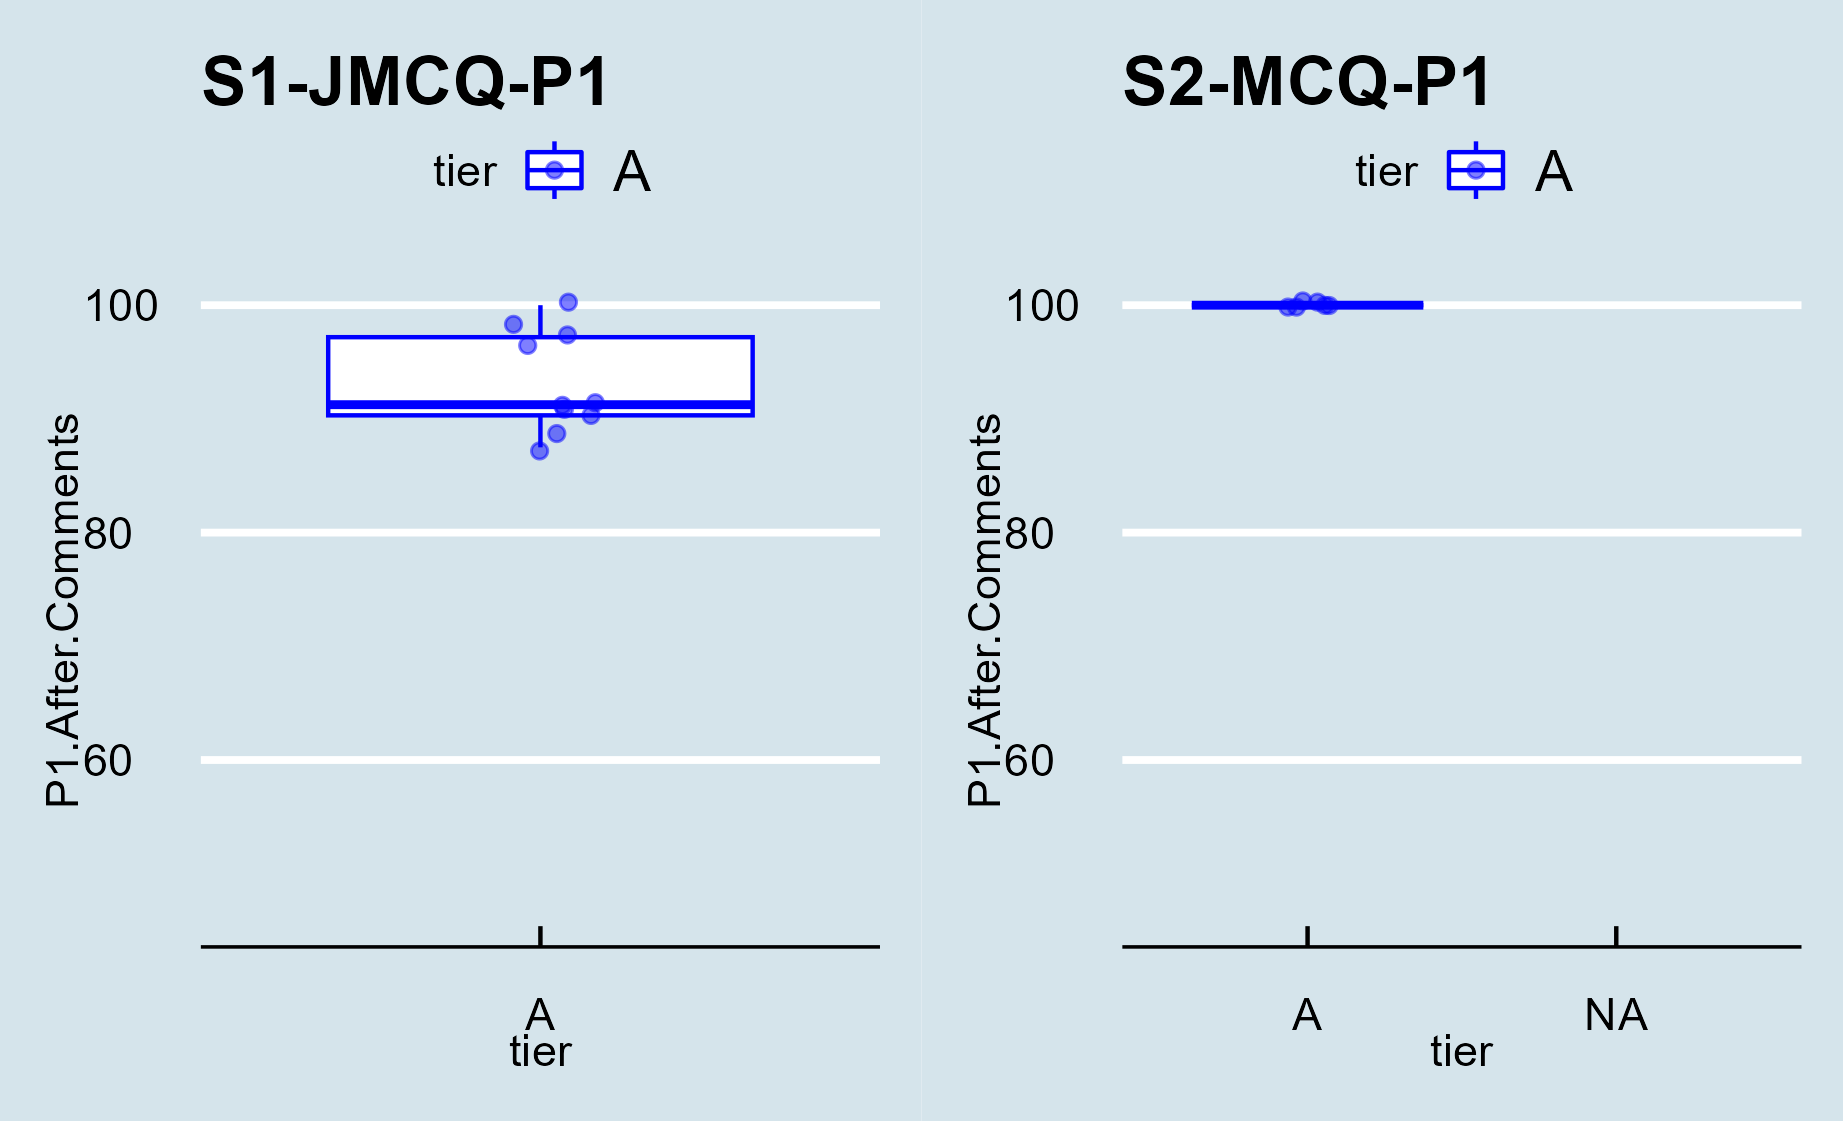 S1-JMCQ-P1
tier A
100
80
60
P1.After.Comments
A
tier
S2-MCQ-P1
tier A
100
80
60
P1.After.Comments
A NA
tier